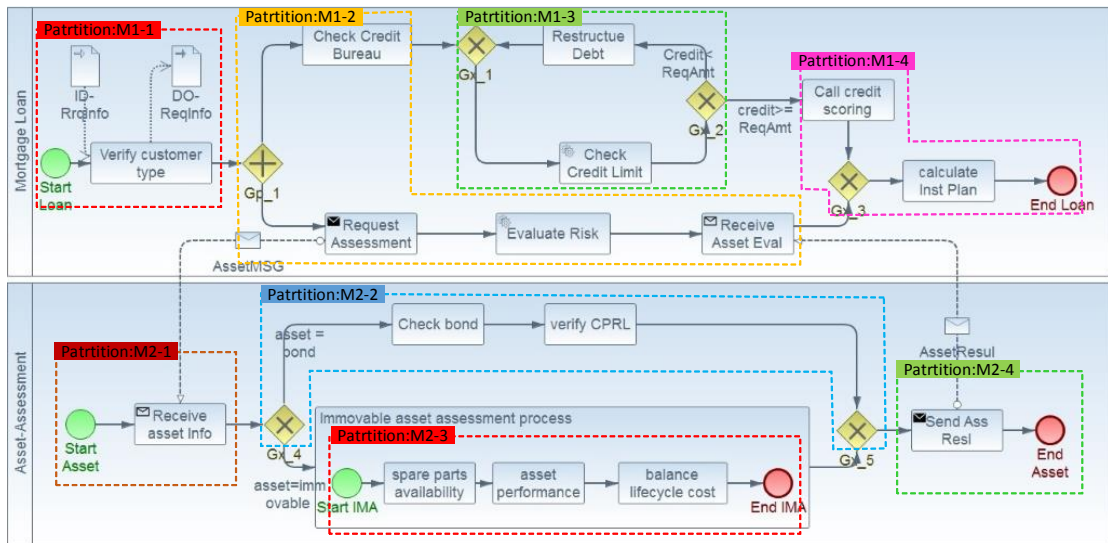 Mortgage Loan
Patrtition:M1-1
ID-
RrqInfo
DO-
ReqInfo
Start
Loan
Verify customer
type
Patrtition:M1-2
Check Credit
Bureau
Gp_1
Request
Assessment
Evaluate Risk
Receive
Asset Eval
AssetMSG
Patrtition:M1-3
Gx_1
Restructue
Debt
Credit<
ReqAmt
Gx_2
Check
Credit Limit
credit>=
ReqAmt
Patrtition:M1-4
Call credit
scoring
Gx_3
calculate
Inst Plan
End Loan
Asset-Assessment
Patrtition:M2-1
Start
Asset
Receive
asset Info
Patrtition:M2-2
asset =
bond
Check bond
verify CPRL
Gx_4
asset=imm
ovable
Gx_5
Immovable asset assessment process
Patrtition:M2-3
Start IMA
spare parts
availability
asset
performance
balance
lifecycle cost
End IMA
AssetResul
Patrtition:M2-4
Send Ass
Resl
End
Asset